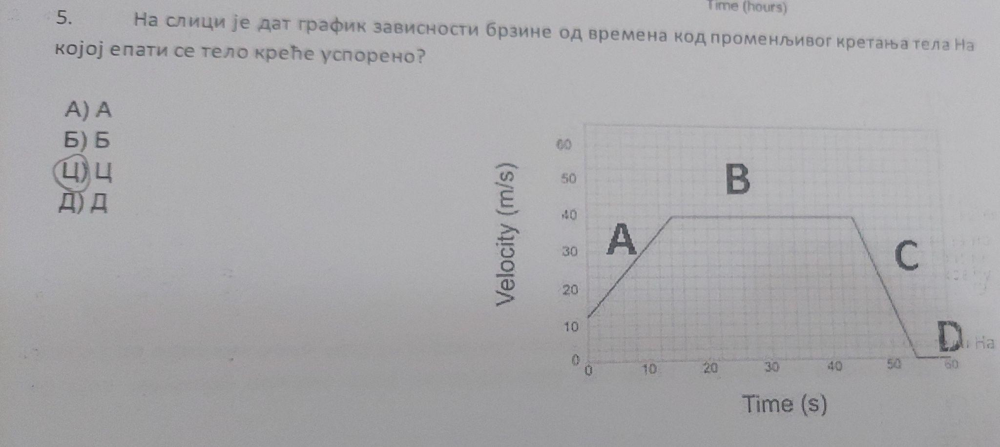 Time (hours)
5. На слици је дат график зависности брзине од времена код променљивог кретања тела На
којој епати се тело креће успорено?
А) А
Б) Б
Ц) Ц
Д) Д
60
50
40
30
20
10
0
Velocity (m/s)
A
B
C
D
На
0 10 20 30 40 50 60
Time (s)